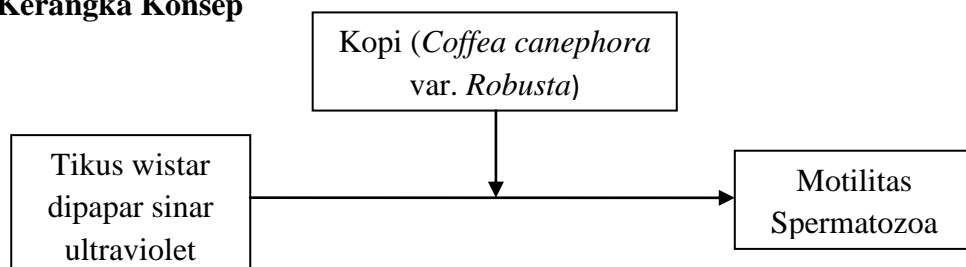 Kerangka Konsep
Kopi (Coffea canephora
var. Robusta)
Tikus wistar
dipapar sinar
ultraviolet
Motilitas
Spermatozoa